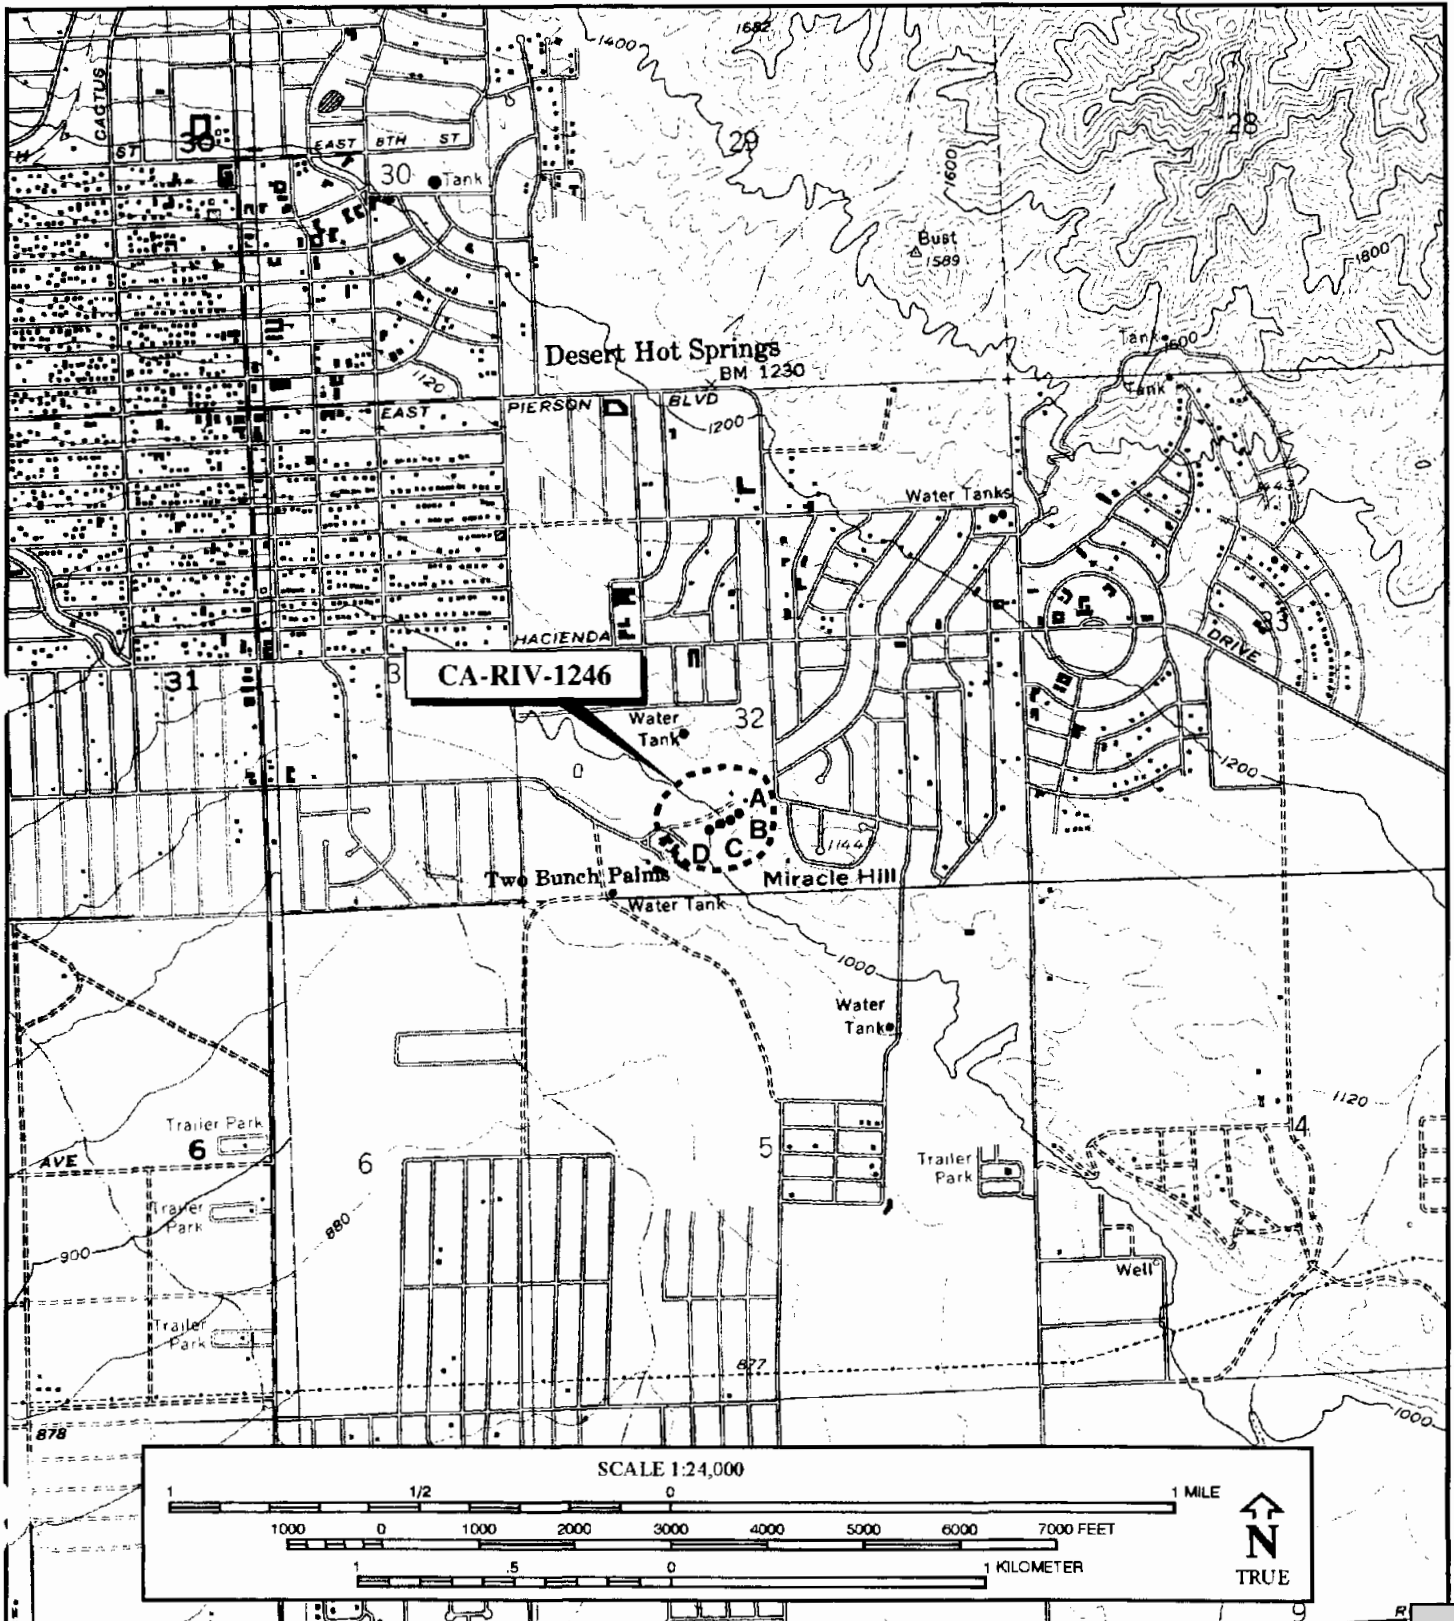 1682
1400
CACTUS
29
28
ST
30
EAST 8TH ST
30
Tank
1600
Bust
1589
1800
Desert Hot Springs
BM 1230
Tank
1600
Tank
1120
EAST PIERSON BLVD
1200
Water Tanks
HACIENDA
DRIVE
33
31
3
CA-RIV-1246
Water
Tank
32
1200
A
B
C
D
1144
Two Bunch Palms
Miracle Hill
Water Tank
1000
Water
Tank
1120
Trailer Park
6
AVE
6
5
4
Trailer
Park
Trailer
Park
880
900
Well
Trailer
Park
877
1000
878
SCALE 1:24,000
1 1/2 0 1 MILE
1000 0 1000 2000 3000 4000 5000 6000 7000 FEET
1 .5 0 1 KILOMETER
N
TRUE
9
R